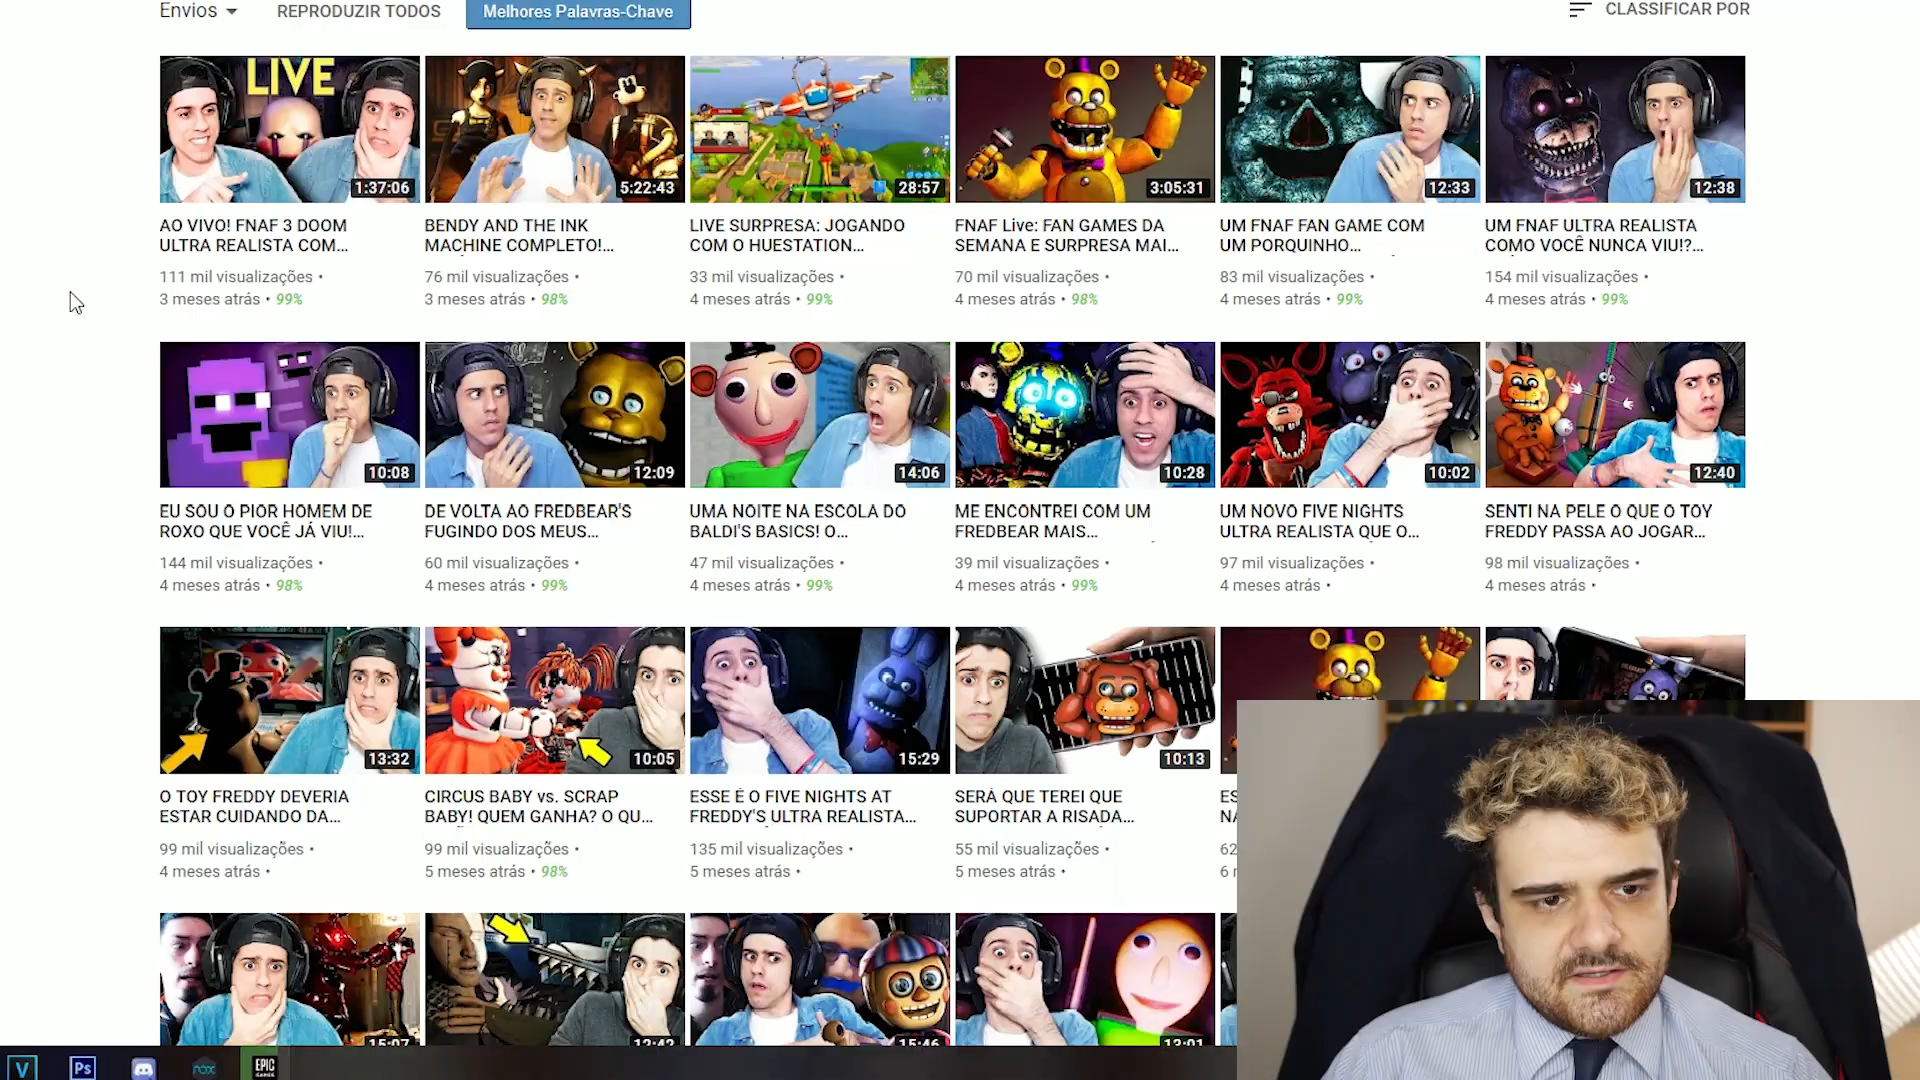 Envios
REPRODUZIR TODOS
Melhores Palavras-Chave
CLASSIFICAR POR
LIVE
1:37:06
5:22:43
28:57
3:05:31
12:33
12:38
AO VIVO! FNAF 3 DOOM
ULTRA REALISTA COM...
111 mil visualizações •
3 meses atrás • 99%
BENDY AND THE INK
MACHINE COMPLETO!...
76 mil visualizações •
3 meses atrás • 98%
LIVE SURPRESA: JOGANDO
COM O HUESTATION...
33 mil visualizações •
4 meses atrás • 99%
FNAF Live: FAN GAMES DA
SEMANA E SURPRESA MAI...
70 mil visualizações •
4 meses atrás • 98%
UM FNAF FAN GAME COM
UM PORQUINHO...
83 mil visualizações •
4 meses atrás • 99%
UM FNAF ULTRA REALISTA
COMO VOCÊ NUNCA VIU!?...
154 mil visualizações •
4 meses atrás • 99%
10:08
12:09
14:06
10:28
10:02
12:40
EU SOU O PIOR HOMEM DE
ROXO QUE VOCÊ JÁ VIU!...
144 mil visualizações •
4 meses atrás • 98%
DE VOLTA AO FREDBEAR'S
FUGINDO DOS MEUS...
60 mil visualizações •
4 meses atrás • 99%
UMA NOITE NA ESCOLA DO
BALDI'S BASICS! O...
47 mil visualizações •
4 meses atrás • 99%
ME ENCONTREI COM UM
FREDBEAR MAIS...
39 mil visualizações •
4 meses atrás • 99%
UM NOVO FIVE NIGHTS
ULTRA REALISTA QUE O...
97 mil visualizações •
4 meses atrás •
SENTI NA PELE O QUE O TOY
FREDDY PASSA AO JOGAR...
98 mil visualizações •
4 meses atrás •
13:32
10:05
15:29
10:13
O TOY FREDDY DEVERIA
ESTAR CUIDANDO DA...
99 mil visualizações •
4 meses atrás •
CIRCUS BABY vs. SCRAP
BABY! QUEM GANHA? O QU...
99 mil visualizações •
5 meses atrás • 98%
ESSE É O FIVE NIGHTS AT
FREDDY'S ULTRA REALISTA...
135 mil visualizações •
5 meses atrás •
SERÁ QUE TEREI QUE
SUPORTAR A RISADA...
55 mil visualizações •
5 meses atrás •
ES
NA
62
6 r
15:07
12:42
15:46
13:01
V
Ps
nox
EPIC
GAMES